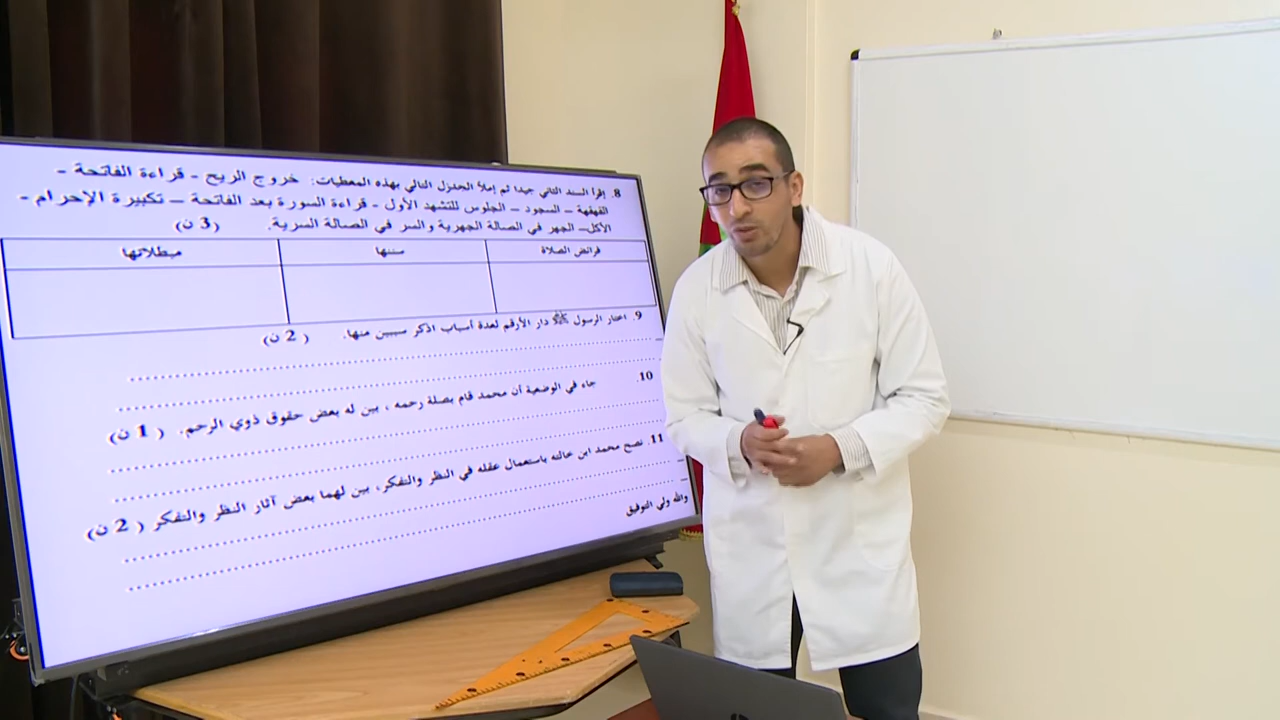 8. إقرأ السند الثاني جيدا ثم إملأ الجدزل التالي بهذه المعطيات: خروج الريح - قراءة الفاتحة –
القهقهة – السجود – الجلوس للتشهد الأول - قراءة السورة بعد الفاتحة – تكبيرة الإحرام -
الأكل– الجهر في الصالة الجهرية والسر في الصالة السرية. (3 ن)
فرائض الصلاة سننها مبطلاتها
9. اختار الرسول ﷺ دار الأرقم لعدة أسباب اذكر سببين منها. ( 2 ن)
10. جاء في الوضعية أن محمد قام بصلة رحمه ، بين له بعض حقوق ذوي الرحم. ( 1 ن)
11. نصح محمد ابن خالته باستعمال عقله في النظر والتفكر، بين لهما بعض آثار النظر والتفكر ( 2 ن)
والله ولي التوفيق